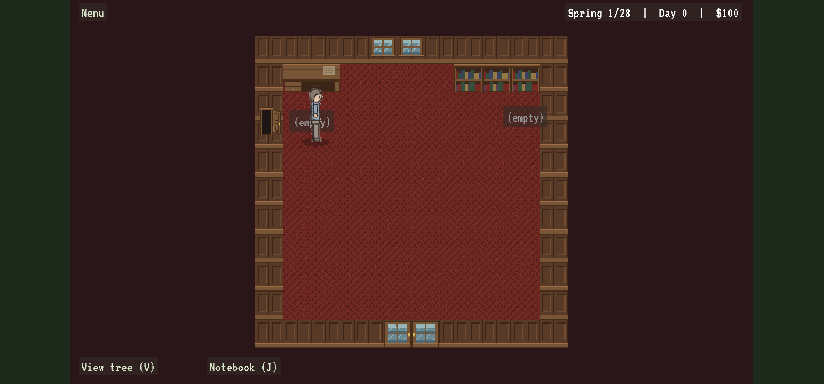 Menu
Spring 1/28 | Day 0 | $100
(empty)
(empty)
View tree (V)
Notebook (J)